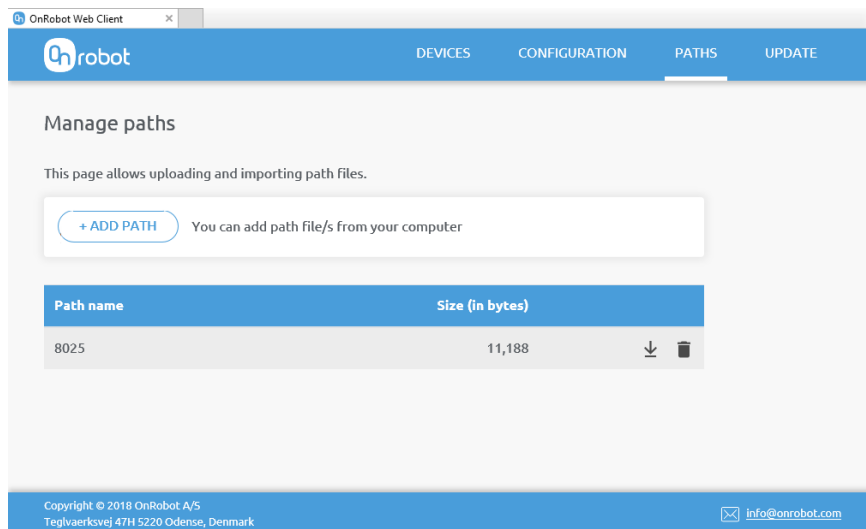 On OnRobot Web Client ×
On robot DEVICES CONFIGURATION PATHS UPDATE
Manage paths
This page allows uploading and importing path files.
+ ADD PATH You can add path file/s from your computer
Path name Size (in bytes)
8025 11,188
Copyright © 2018 OnRobot A/S
Teglvaerksvej 47H 5220 Odense, Denmark
info@onrobot.com